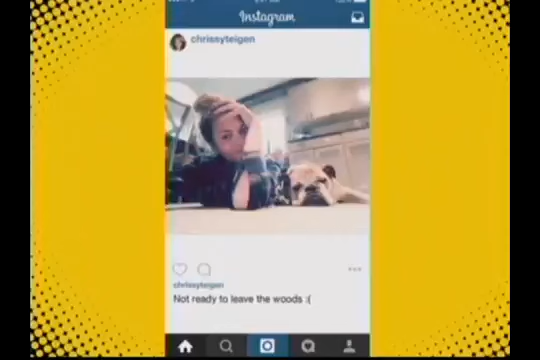 Instagram
chrissyteigen
chrissyteigen
Not ready to leave the woods :(